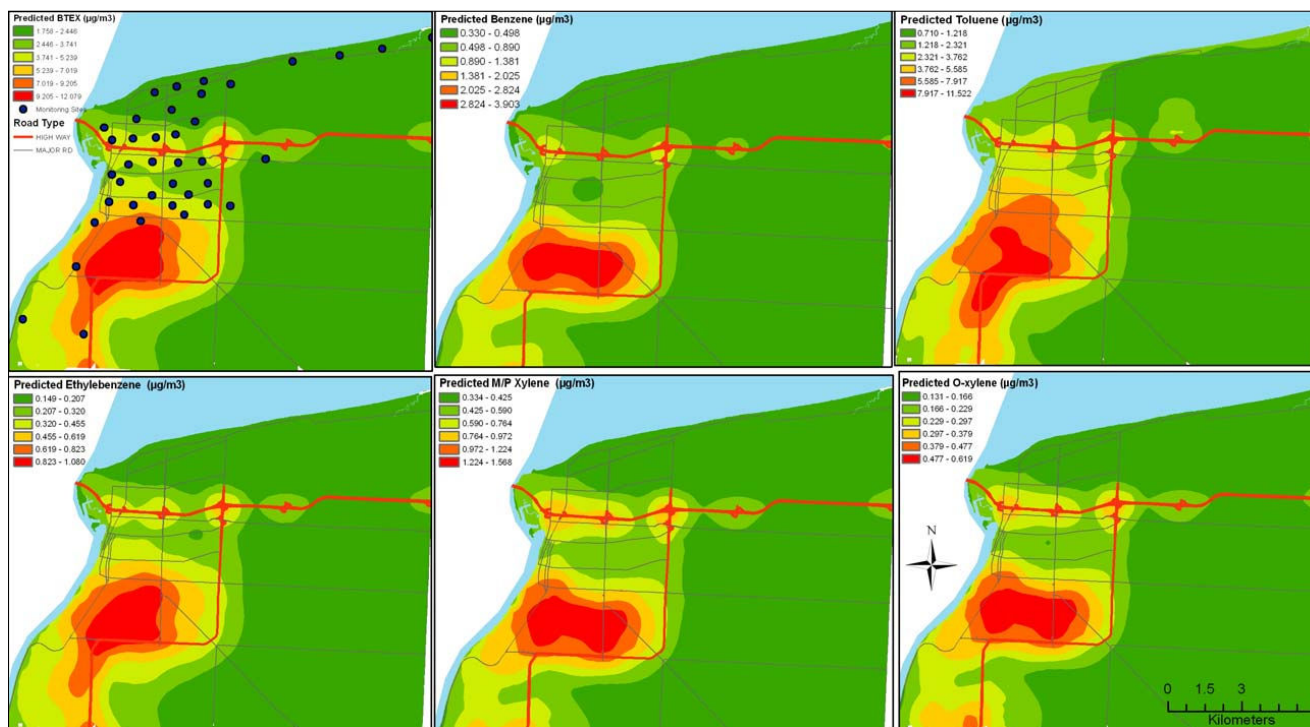 Predicted BTEX (µg/m3)
1.750 - 2.446
2.446 - 3.741
3.741 - 5.239
5.239 - 7.019
7.019 - 9.205
9.205 - 12.079
Monitoring Sites
Road Type
HIGH WAY
MAJOR RD
Predicted Benzene (µg/m3)
0.330 - 0.498
0.498 - 0.890
0.890 - 1.381
1.381 - 2.025
2.025 - 2.824
2.824 - 3.903
Predicted Toluene (µg/m3)
0.710 - 1.218
1.218 - 2.321
2.321 - 3.762
3.762 - 5.585
5.585 - 7.917
7.917 - 11.522
Predicted Ethylebenzene (µg/m3)
0.149 - 0.207
0.207 - 0.320
0.320 - 0.455
0.455 - 0.619
0.619 - 0.823
0.823 - 1.080
Predicted M/P Xylene (µg/m3)
0.334 - 0.425
0.425 - 0.590
0.590 - 0.764
0.764 - 0.972
0.972 - 1.224
1.224 - 1.568
Predicted O-xylene (µg/m3)
0.131 - 0.166
0.166 - 0.229
0.229 - 0.297
0.297 - 0.379
0.379 - 0.477
0.477 - 0.619
N
0 1.5 3
Kilometers